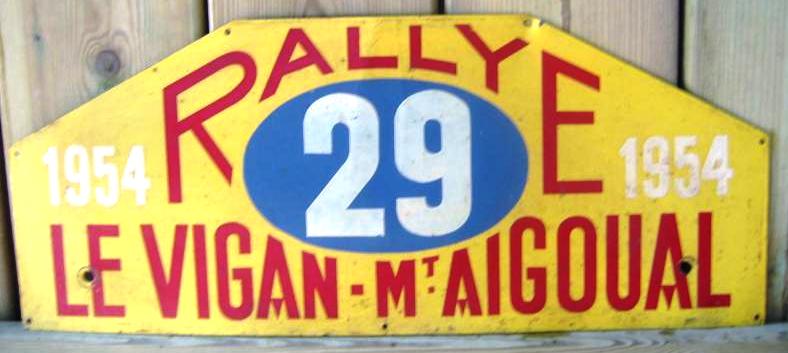 RALLYE
29
1954 1954
LE VIGAN - MT AIGOUAL